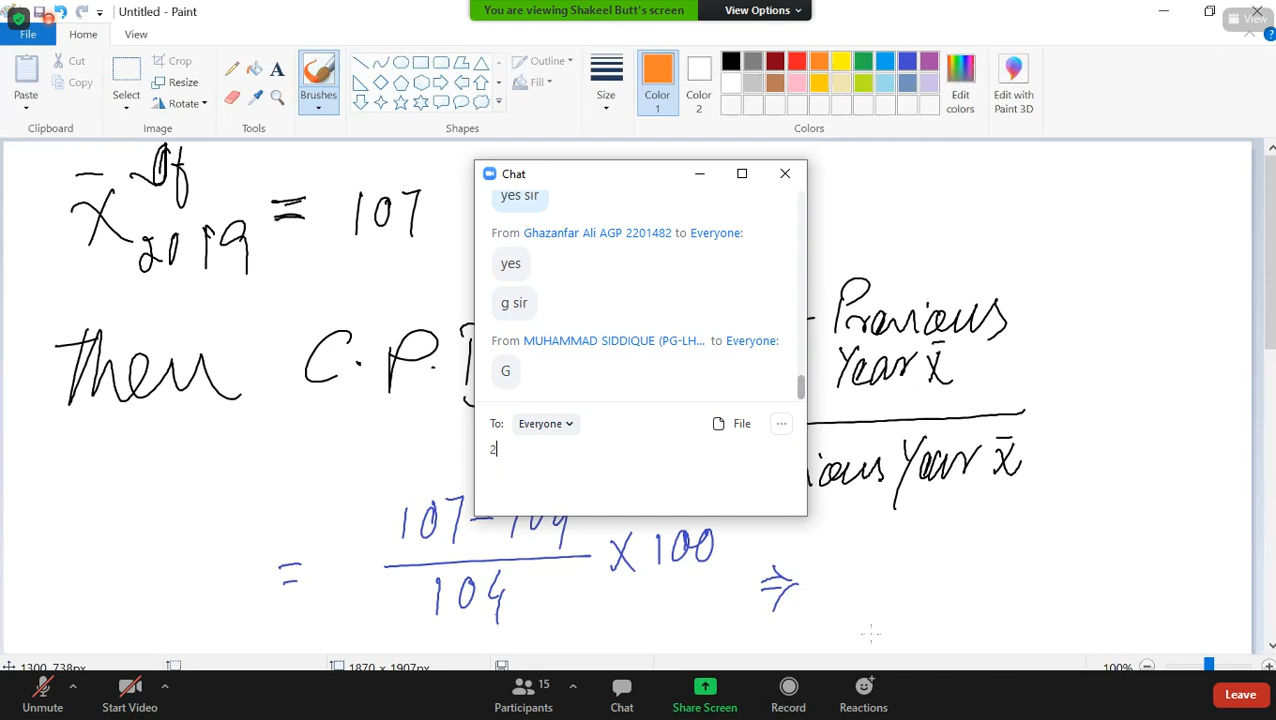 Untitled - Paint
You are viewing Shakeel Butt's screen
View Options
View
File
Home
View
Paste
Cut
Copy
Select
Crop
Resize
Rotate
Brushes
Outline
Fill
Size
Color 1
Color 2
Edit colors
Edit with Paint 3D
Clipboard
Image
Tools
Shapes
Colors
x̄ of 2019 = 107
Then C.P.
- Previous
Year x̄
ious Year x̄
= 107 - 104
104
X 100 ⇒
Chat
yes sir
From Ghazanfar Ali AGP 2201482 to Everyone:
yes
g sir
From MUHAMMAD SIDDIQUE (PG-LH... to Everyone:
G
To: Everyone
File
2
1300, 738px
1870 × 1907px
100%
Unmute
Start Video
15
Participants
Chat
Share Screen
Record
Reactions
Leave